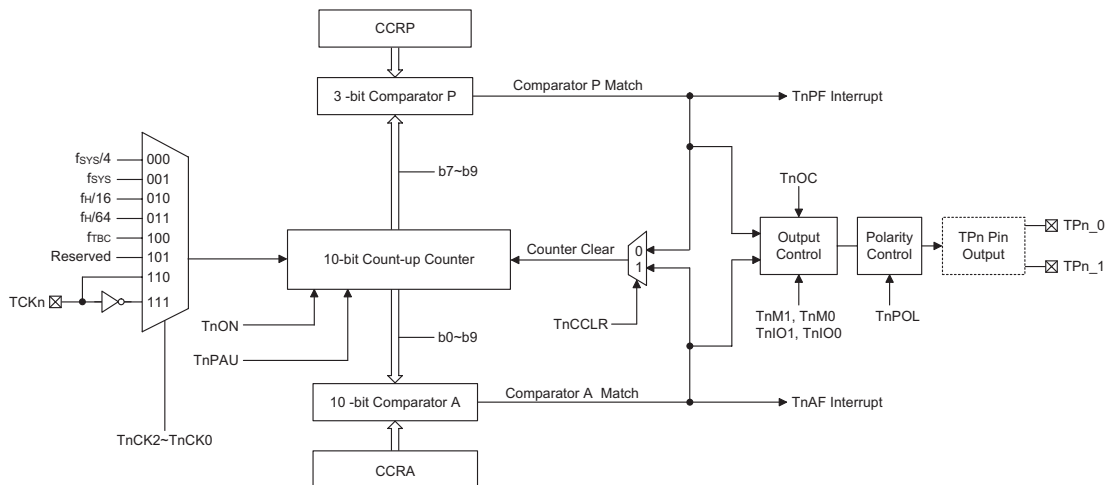 CCRP
3 -bit Comparator P
Comparator P Match
TnPF Interrupt
b7~b9
fSYS/4
000
fSYS
001
fH/16
010
fH/64
011
fTBC
100
Reserved
101
110
TCKn
111
TnCK2~TnCK0
10-bit Count-up Counter
TnON
TnPAU
Counter Clear
0
1
TnCCLR
TnOC
Output
Control
TnM1, TnM0
TnIO1, TnIO0
Polarity
Control
TnPOL
TPn Pin
Output
TPn_0
TPn_1
b0~b9
10 -bit Comparator A
Comparator A  Match
TnAF Interrupt
CCRA